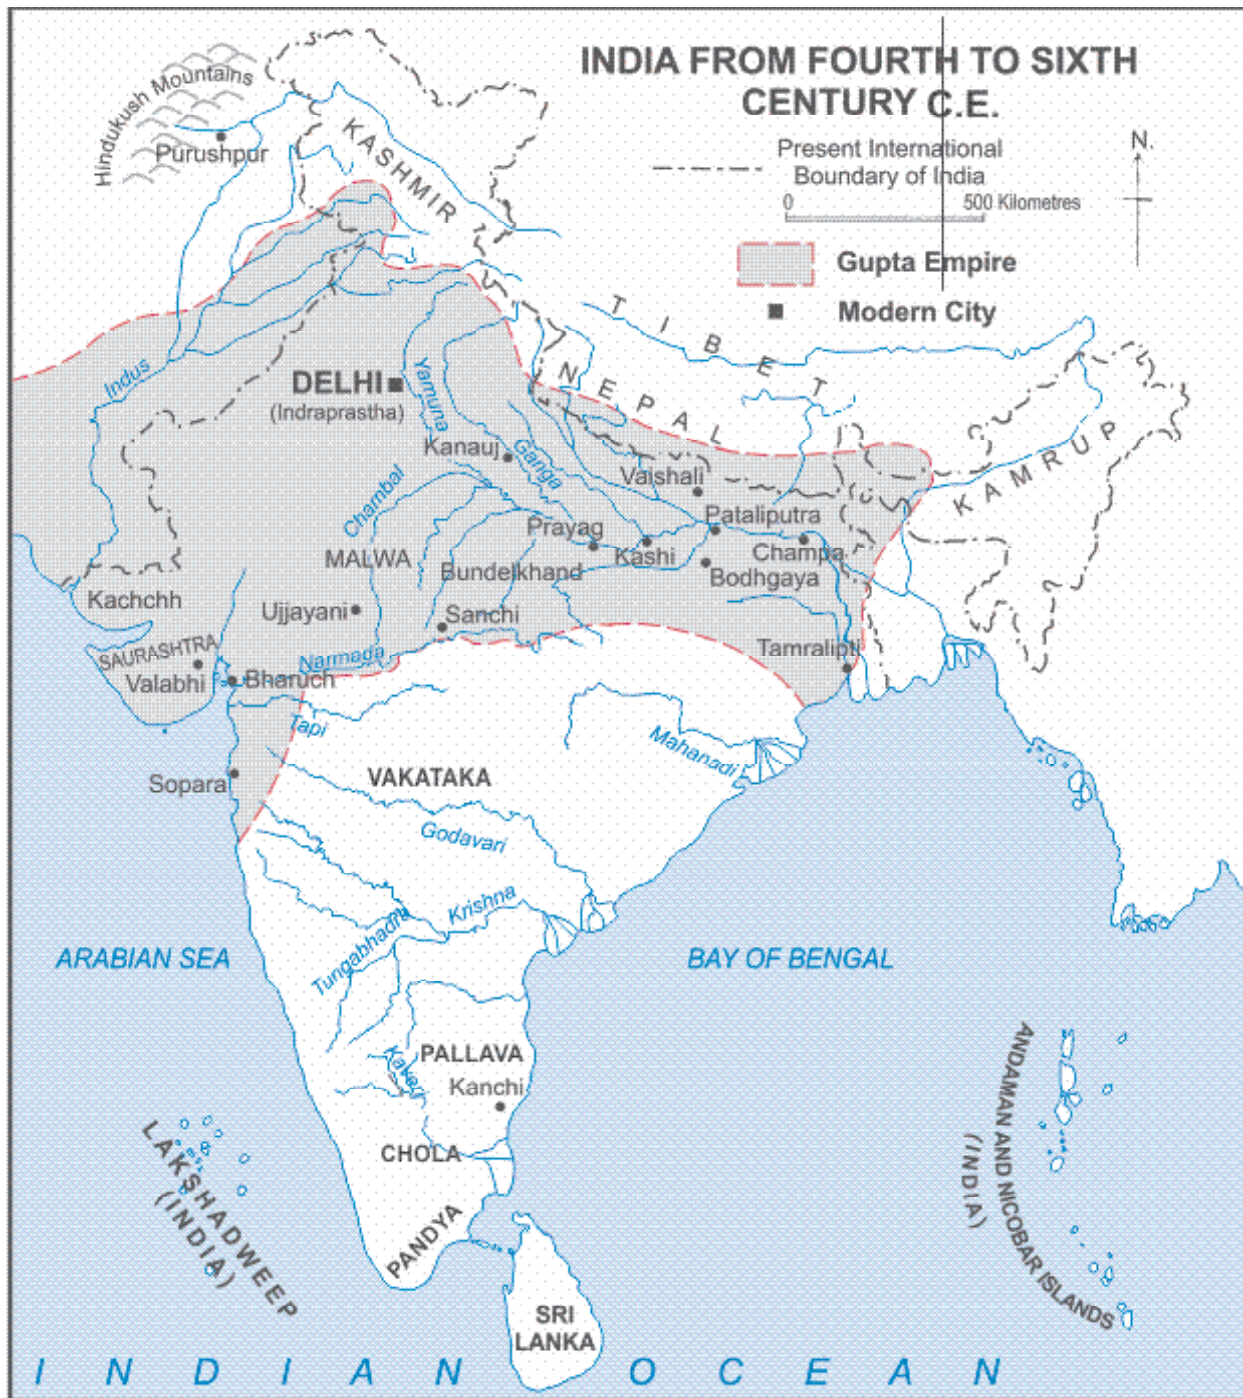 INDIA FROM FOURTH TO SIXTH
CENTURY C.E.
Present International
Boundary of India
0 500 Kilometres
Gupta Empire
Modern City
N.
Hindukush Mountains
Purushpur
KASHMIR
TIBET
NEPAL
KAMRUP
Indus
DELHI
(Indraprastha)
Yamuna
Kanauj
Ganga
Vaishali
Chambal
Pataliputra
Prayag
Kashi
Champa
MALWA
Bundelkhand
Bodhgaya
Kachchh
Ujjayani
Sanchi
SAURASHTRA
Valabhi
Narmada
Bharuch
Tamralipti
Tapi
Mahanadi
Sopara
VAKATAKA
Godavari
Krishna
Tungabhadra
ARABIAN SEA
BAY OF BENGAL
PALLAVA
Kaveri
Kanchi
CHOLA
PANDYA
LAKSHADWEEP
(INDIA)
ANDAMAN AND NICOBAR ISLANDS
(INDIA)
SRI
LANKA
INDIAN OCEAN